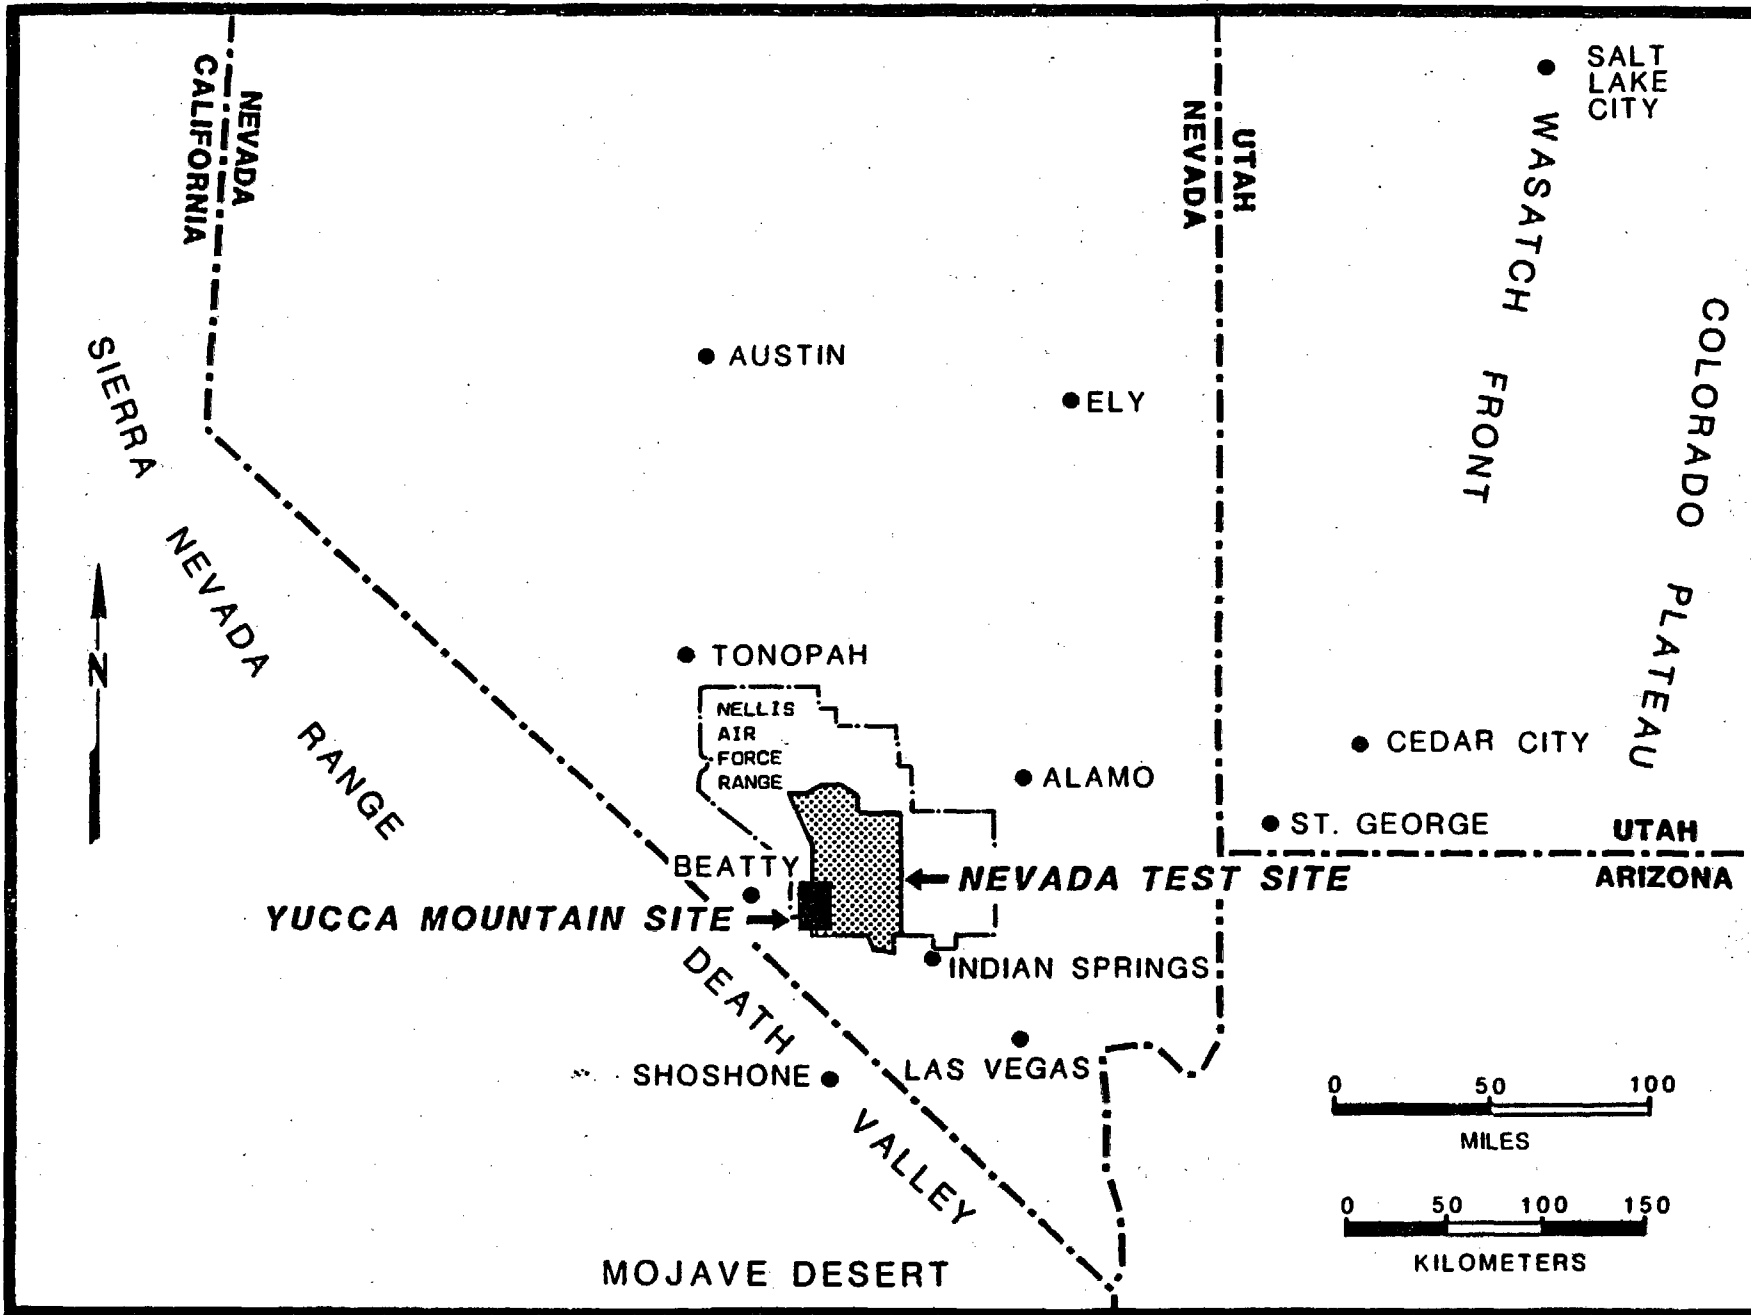 CALIFORNIA
NEVADA
NEVADA
UTAH
SALT
LAKE
CITY
WASATCH FRONT
COLORADO PLATEAU
SIERRA NEVADA RANGE
AUSTIN
ELY
N
TONOPAH
NELLIS
AIR
FORCE
RANGE
CEDAR CITY
ALAMO
ST. GEORGE
UTAH
ARIZONA
BEATTY
NEVADA TEST SITE
YUCCA MOUNTAIN SITE
INDIAN SPRINGS
DEATH VALLEY
LAS VEGAS
SHOSHONE
0 50 100
MILES
0 50 100 150
KILOMETERS
MOJAVE DESERT